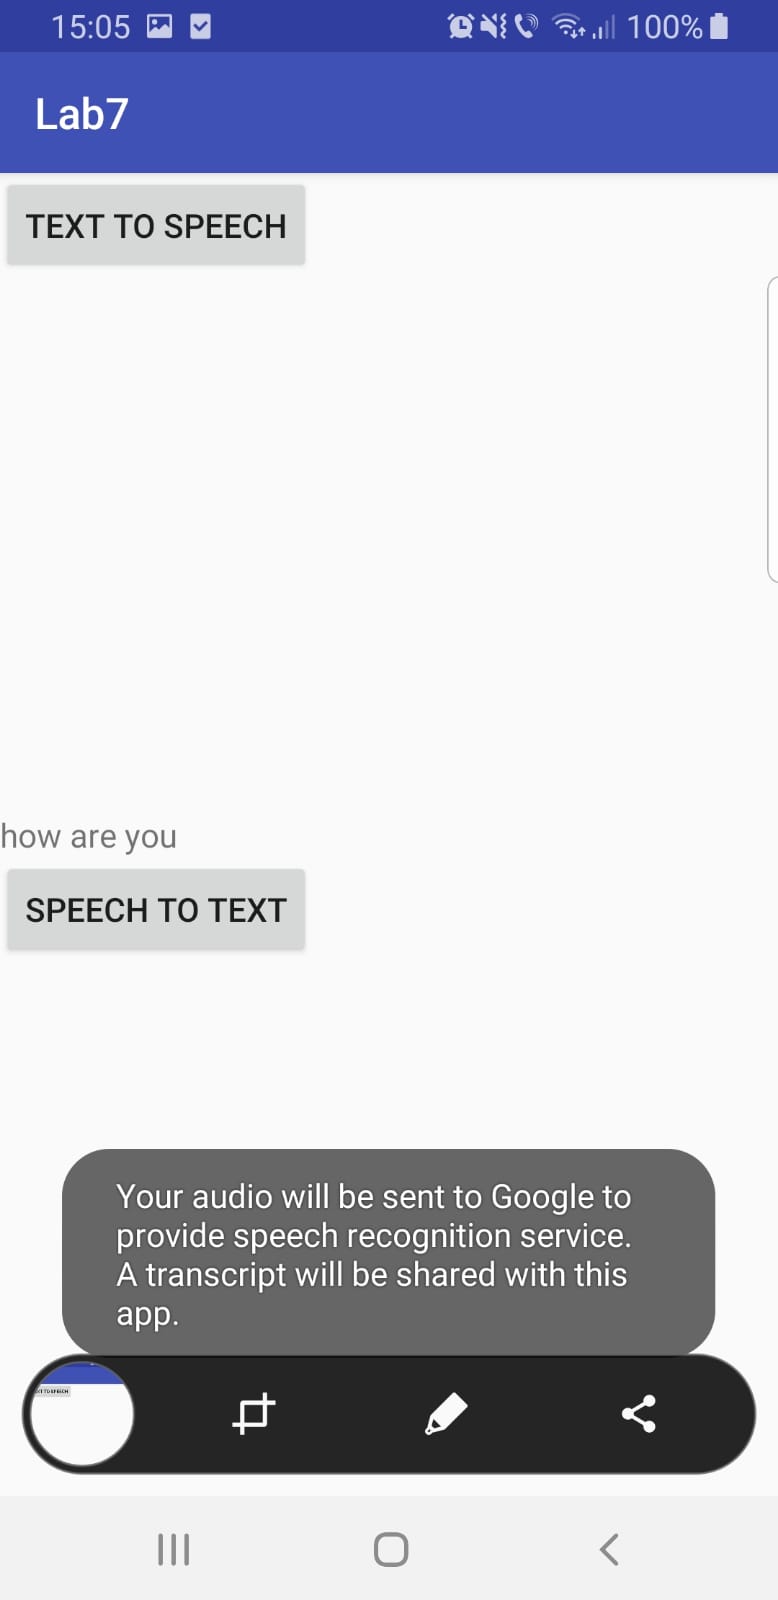 15:05 100%
Lab7
TEXT TO SPEECH
how are you
SPEECH TO TEXT
Your audio will be sent to Google to
provide speech recognition service.
A transcript will be shared with this
app.